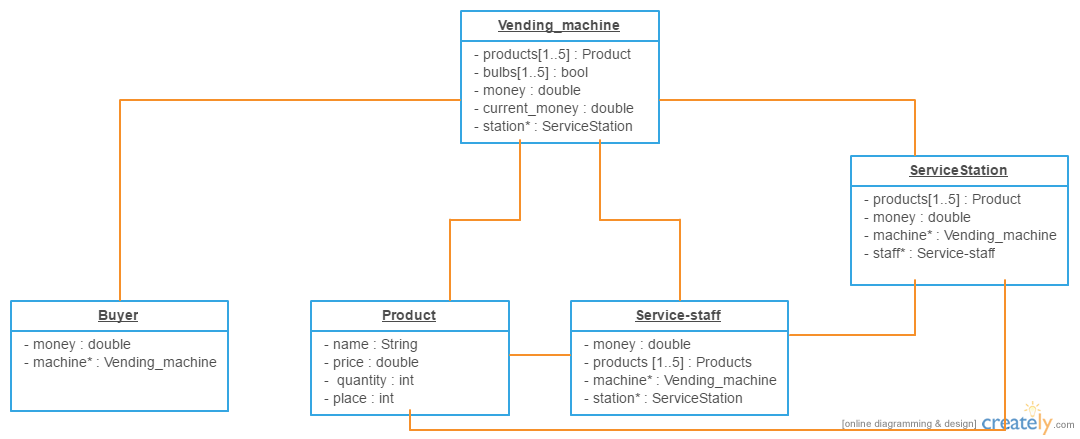 Vending_machine
- products[1..5] : Product
- bulbs[1..5] : bool
- money : double
- current_money : double
- station* : ServiceStation
ServiceStation
- products[1..5] : Product
- money : double
- machine* : Vending_machine
- staff* : Service-staff
Buyer
- money : double
- machine* : Vending_machine
Product
- name : String
- price : double
-  quantity : int
- place : int
Service-staff
- money : double
- products [1..5] : Products
- machine* : Vending_machine
- station* : ServiceStation
[online diagramming & design] creately.com